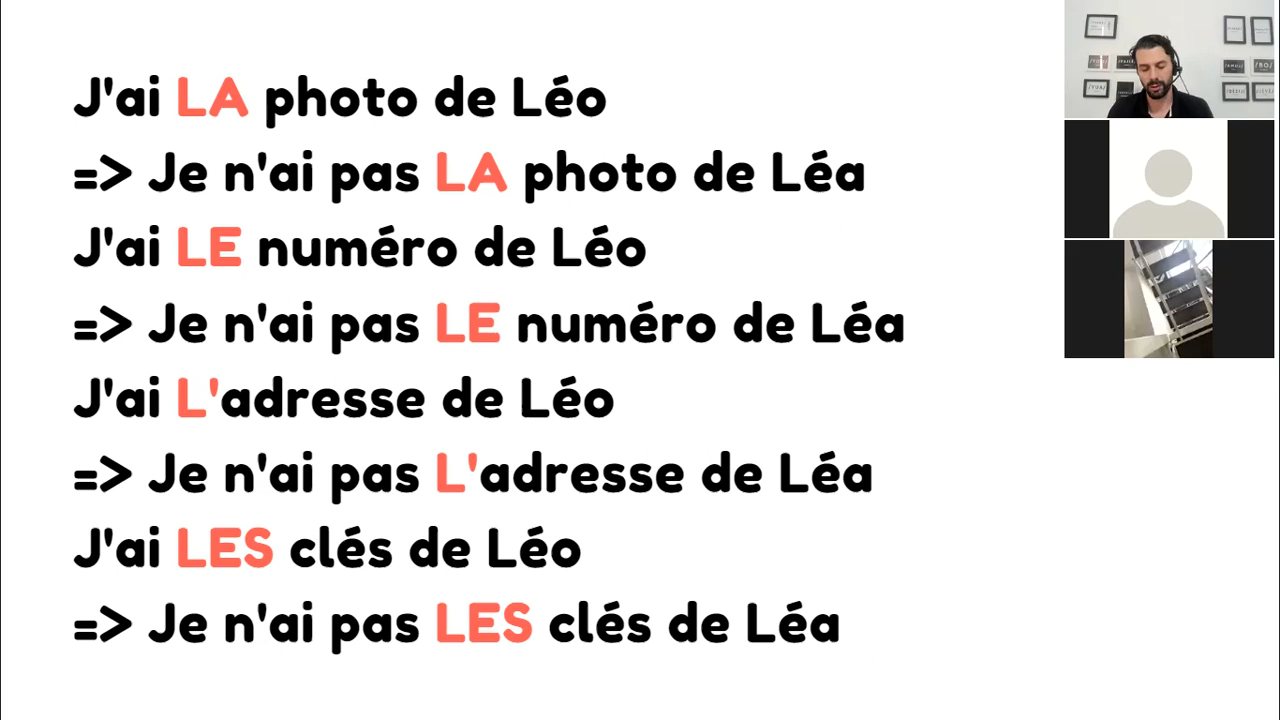 J'ai LA photo de Léo
=> Je n'ai pas LA photo de Léa
J'ai LE numéro de Léo
=> Je n'ai pas LE numéro de Léa
J'ai L'adresse de Léo
=> Je n'ai pas L'adresse de Léa
J'ai LES clés de Léo
=> Je n'ai pas LES clés de Léa